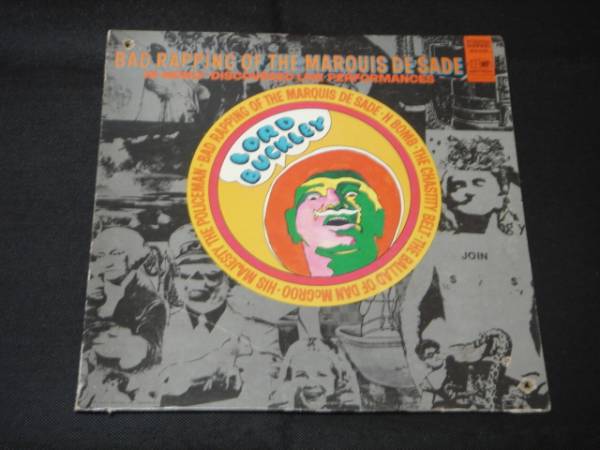 BAD RAPPING OF THE MARQUIS DE SADE
NEWLY DISCOVERED LIVE PERFORMANCES
LORD
BUCKLEY
BAD RAPPING OF THE MARQUIS DE SADE · H BOMB · THE CHASTITY BELT · THE BALLAD OF DAN McGROO · HIS MAJESTY THE POLICEMAN ·
JOIN